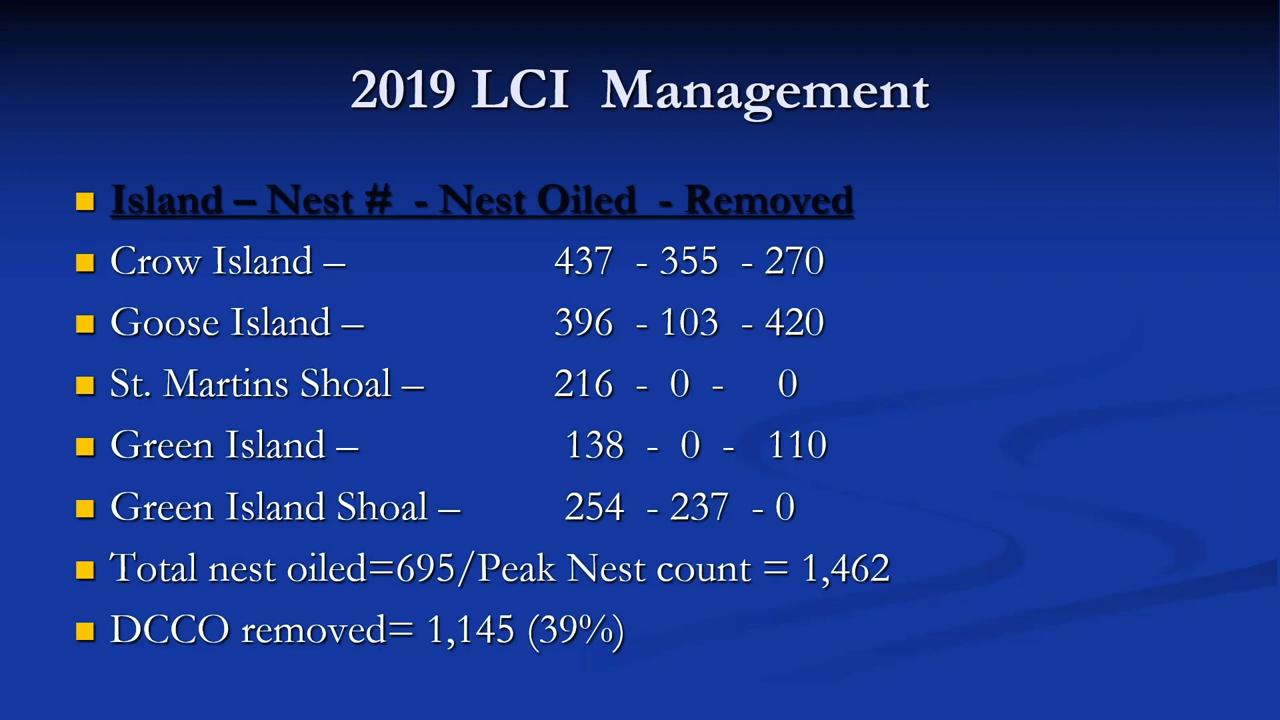 2019 LCI Management
Island – Nest # - Nest Oiled - Removed
Crow Island – 437 - 355 - 270
Goose Island – 396 - 103 - 420
St. Martins Shoal – 216 - 0 - 0
Green Island – 138 - 0 - 110
Green Island Shoal – 254 - 237 - 0
Total nest oiled=695/Peak Nest count = 1,462
DCCO removed= 1,145 (39%)